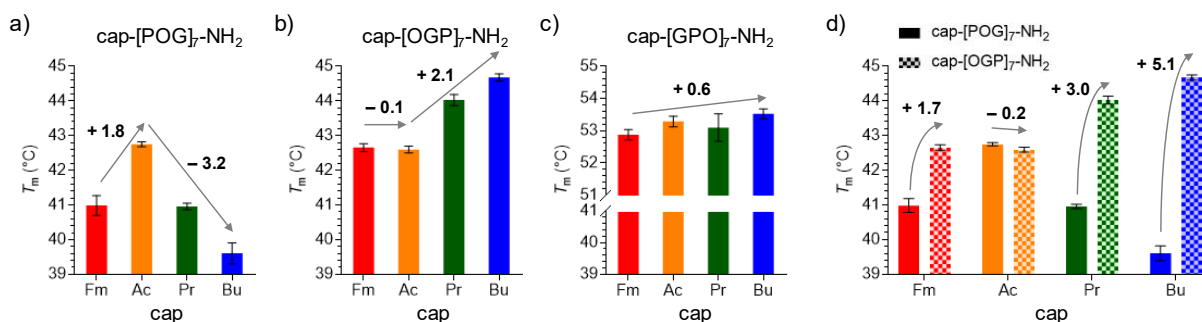 a)
cap-[POG]₇-NH₂
Tm (°C)
45
44
43
42
41
40
39
+ 1.8
− 3.2
Fm Ac Pr Bu
cap
b)
cap-[OGP]₇-NH₂
Tm (°C)
45
44
43
42
41
40
39
− 0.1
+ 2.1
Fm Ac Pr Bu
cap
c)
cap-[GPO]₇-NH₂
Tm (°C)
55
54
53
52
51
41
40
39
+ 0.6
Fm Ac Pr Bu
cap
d)
cap-[POG]₇-NH₂
cap-[OGP]₇-NH₂
Tm (°C)
45
44
43
42
41
40
39
+ 1.7
− 0.2
+ 3.0
+ 5.1
Fm Ac Pr Bu
cap